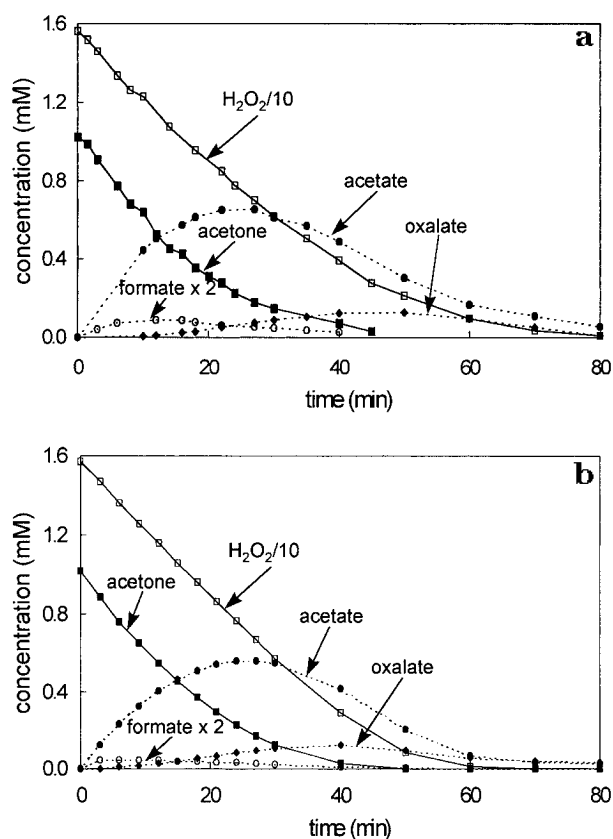 a
1.6
1.2
0.8
0.4
0.0
concentration (mM)
H2O2/10
acetate
oxalate
acetone
formate x 2
0 20 40 60 80
time (min)
b
1.6
1.2
0.8
0.4
0.0
concentration (mM)
H2O2/10
acetone
acetate
oxalate
formate x 2
0 20 40 60 80
time (min)